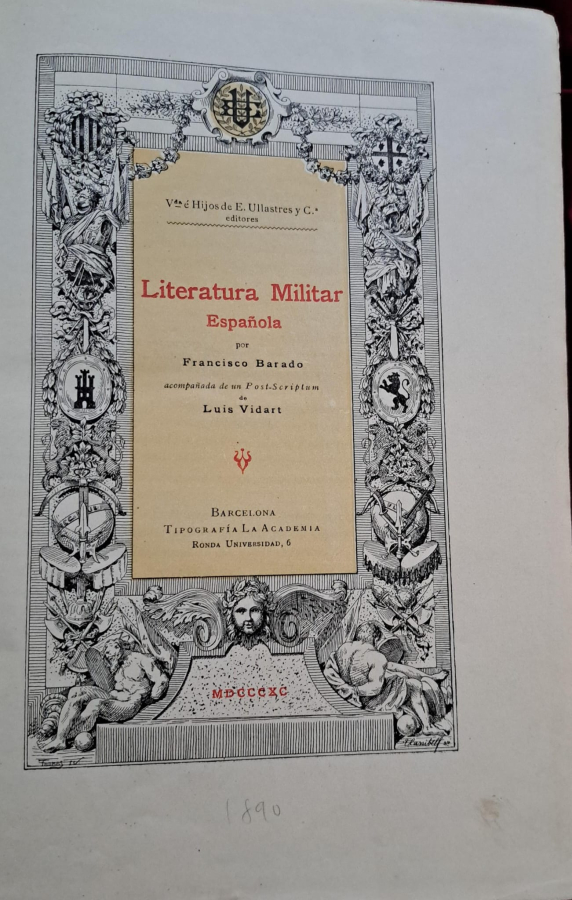 Vda é Hijos de E. Ullastres y C.a
editores
Literatura Militar
Española
por
Francisco Barado
acompañada de un Post-Scriptum
de
Luis Vidart
Barcelona
Tipografía La Academia
Ronda Universidad, 6
MDCCCXC
1890